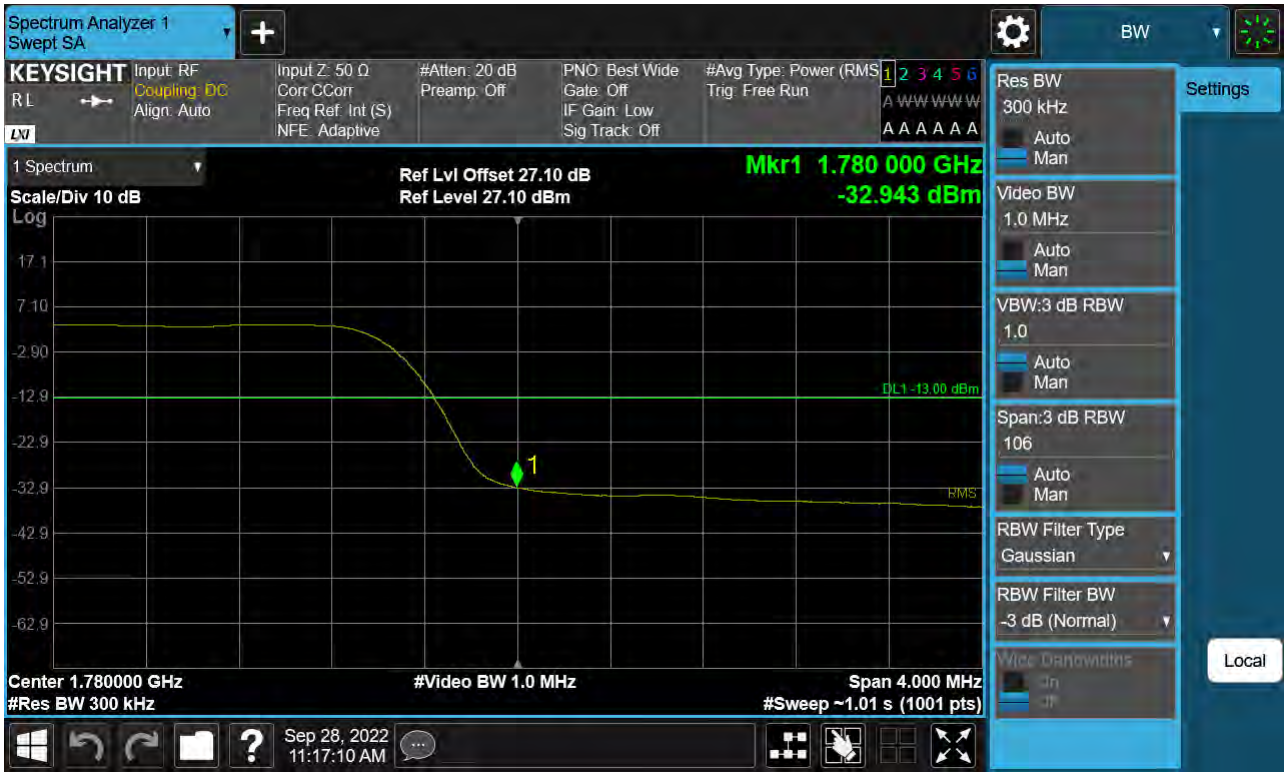 Spectrum Analyzer 1
Swept SA
BW
KEYSIGHT
RL
LXI
Input: RF
Coupling: DC
Align: Auto
Input Z: 50 Ω
Corr CCorr
Freq Ref: Int (S)
NFE: Adaptive
#Atten: 20 dB
Preamp: Off
PNO: Best Wide
Gate: Off
IF Gain: Low
Sig Track: Off
#Avg Type: Power (RMS
Trig: Free Run
1 2 3 4 5 6
A W W W W W
A A A A A A
1 Spectrum
Scale/Div 10 dB
Log
Ref Lvl Offset 27.10 dB
Ref Level 27.10 dBm
Mkr1 1.780 000 GHz
-32.943 dBm
17.1
7.10
-2.90
-12.9
-22.9
-32.9
-42.9
-52.9
-62.9
DL1 -13.00 dBm
1
RMS
Center 1.780000 GHz
#Res BW 300 kHz
#Video BW 1.0 MHz
Span 4.000 MHz
#Sweep ~1.01 s (1001 pts)
Res BW
300 kHz
Auto
Man
Video BW
1.0 MHz
Auto
Man
VBW:3 dB RBW
1.0
Auto
Man
Span:3 dB RBW
106
Auto
Man
RBW Filter Type
Gaussian
RBW Filter BW
-3 dB (Normal)
Settings
Local
?
Sep 28, 2022
11:17:10 AM